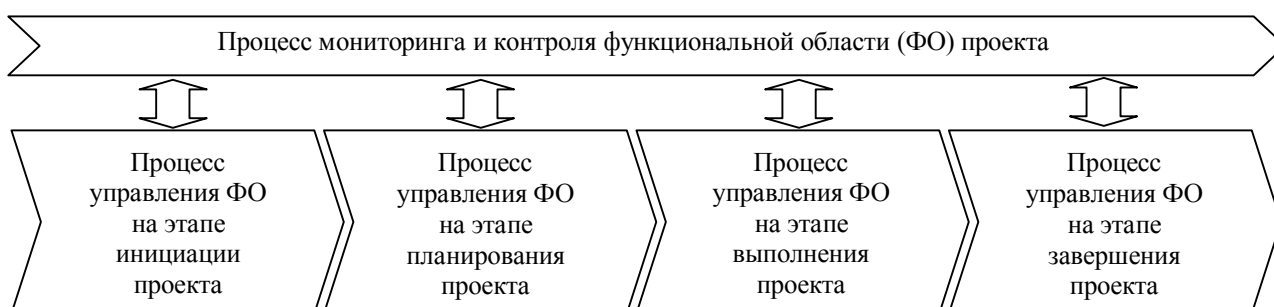 Процесс мониторинга и контроля функциональной области (ФО) проекта
Процесс
управления ФО
на этапе
инициации
проекта
Процесс
управления ФО
на этапе
планирования
проекта
Процесс
управления ФО
на этапе
выполнения
проекта
Процесс
управления ФО
на этапе
завершения
проекта